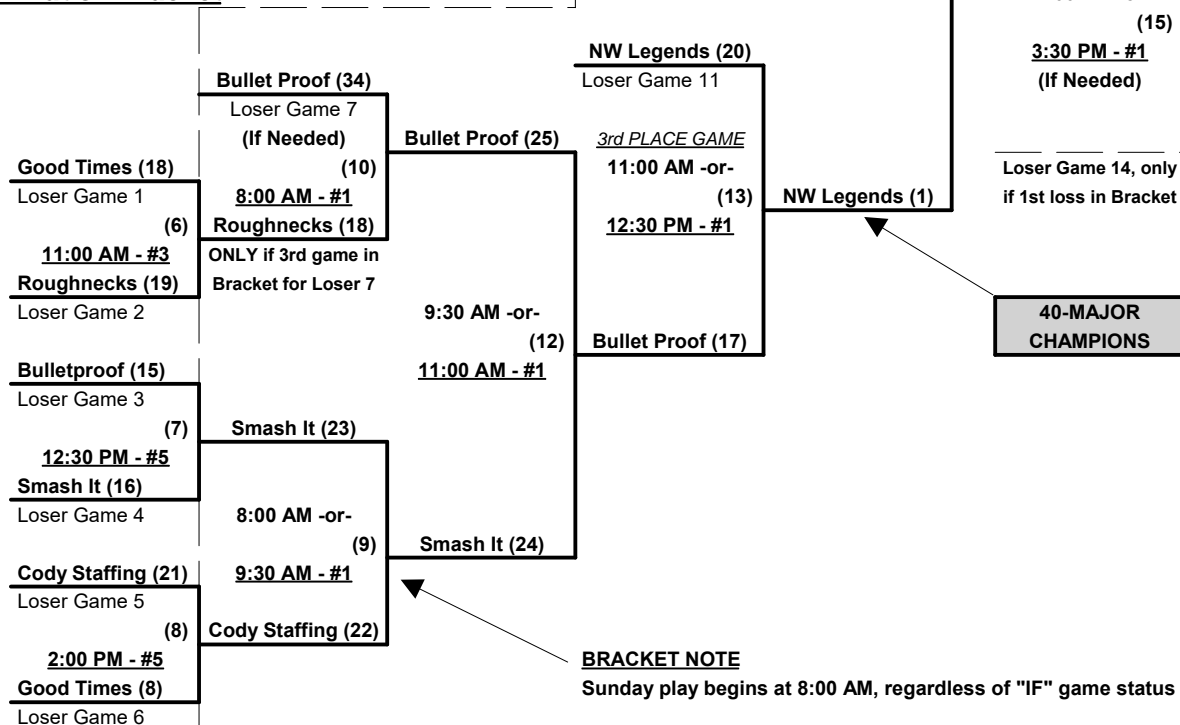 (15)
NW Legends (20)
3:30 PM - #1
Bullet Proof (34)
Loser Game 11
(If Needed)
Loser Game 7
(If Needed)
Bullet Proof (25)
3rd PLACE GAME
Good Times (18)
(10)
11:00 AM -or-
Loser Game 14, only
Loser Game 1
8:00 AM - #1
(13)
NW Legends (1)
if 1st loss in Bracket
(6)
Roughnecks (18)
12:30 PM - #1
11:00 AM - #3
ONLY if 3rd game in
Roughnecks (19)
Bracket for Loser 7
Loser Game 2
9:30 AM -or-
40-MAJOR
(12)
Bullet Proof (17)
CHAMPIONS
Bulletproof (15)
11:00 AM - #1
Loser Game 3
(7)
Smash It (23)
12:30 PM - #5
Smash It (16)
Loser Game 4
8:00 AM -or-
(9)
Smash It (24)
Cody Staffing (21)
9:30 AM - #1
Loser Game 5
(8)
Cody Staffing (22)
2:00 PM - #5
BRACKET NOTE
Good Times (8)
Sunday play begins at 8:00 AM, regardless of "IF" game status
Loser Game 6